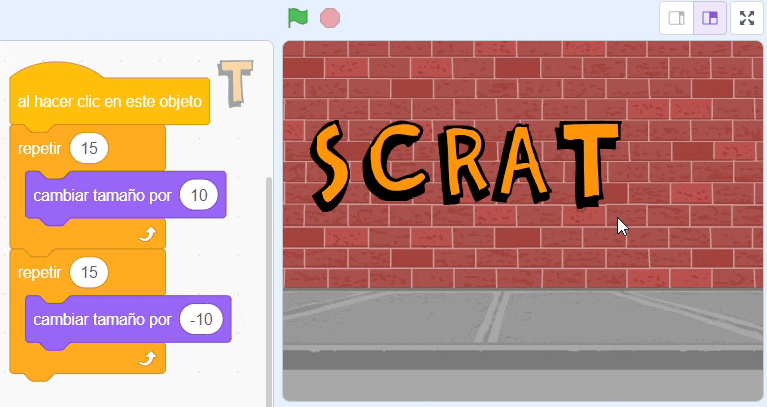 T
al hacer clic en este objeto
repetir 15
cambiar tamaño por 10
repetir 15
cambiar tamaño por -10
SCRAT